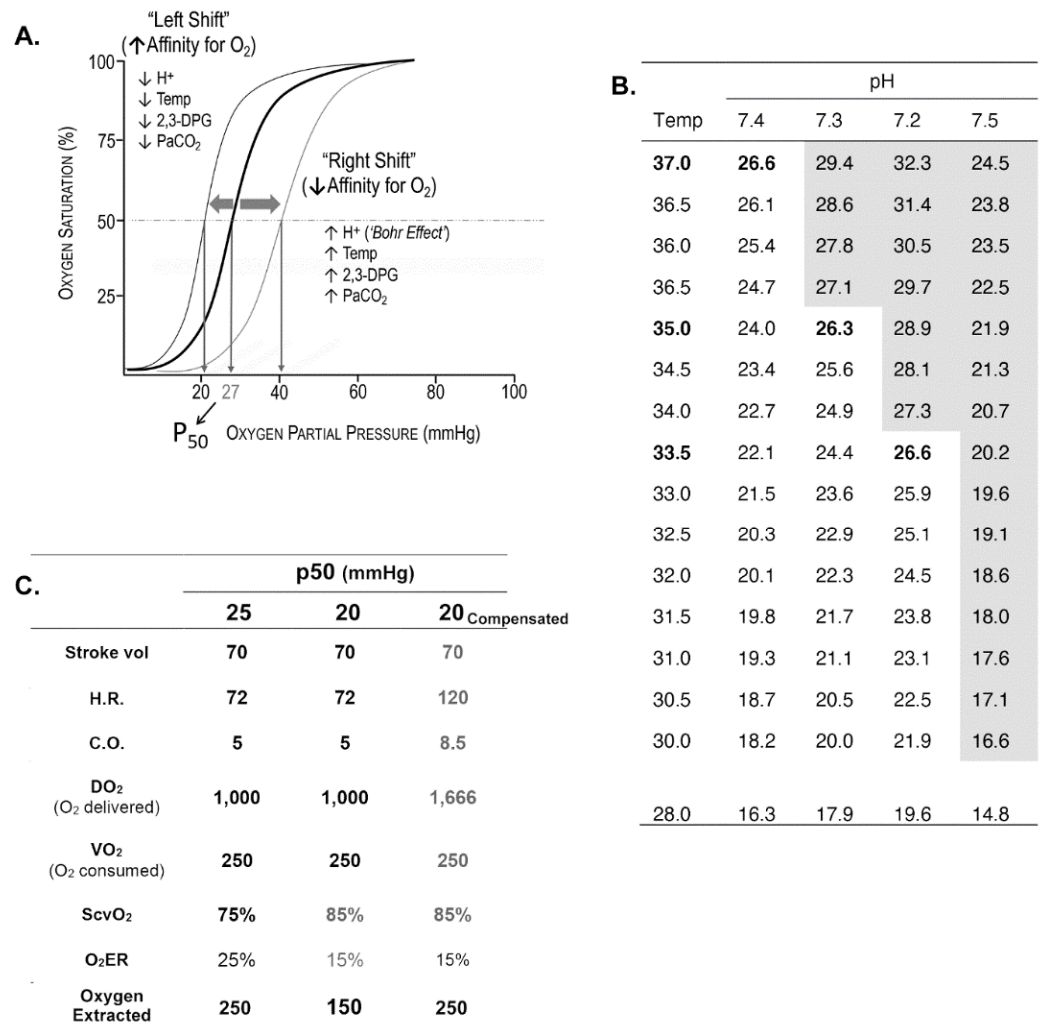 A.
“Left Shift”
(↑Affinity for O₂)
↓ H⁺
↓ Temp
↓ 2,3-DPG
↓ PaCO₂
“Right Shift”
(↓Affinity for O₂)
↑ H⁺ (‘Bohr Effect’)
↑ Temp
↑ 2,3-DPG
↑ PaCO₂
OXYGEN SATURATION (%)
100
75
50
25
20 27 40 60 80 100
P₅₀ OXYGEN PARTIAL PRESSURE (mmHg)
B.
pH
Temp 7.4 7.3 7.2 7.5
37.0 26.6 29.4 32.3 24.5
36.5 26.1 28.6 31.4 23.8
36.0 25.4 27.8 30.5 23.5
36.5 24.7 27.1 29.7 22.5
35.0 24.0 26.3 28.9 21.9
34.5 23.4 25.6 28.1 21.3
34.0 22.7 24.9 27.3 20.7
33.5 22.1 24.4 26.6 20.2
33.0 21.5 23.6 25.9 19.6
32.5 20.3 22.9 25.1 19.1
32.0 20.1 22.3 24.5 18.6
31.5 19.8 21.7 23.8 18.0
31.0 19.3 21.1 23.1 17.6
30.5 18.7 20.5 22.5 17.1
30.0 18.2 20.0 21.9 16.6
28.0 16.3 17.9 19.6 14.8
C.
p50 (mmHg)
25 20 20 Compensated
Stroke vol 70 70 70
H.R. 72 72 120
C.O. 5 5 8.5
DO₂
(O₂ delivered)
1,000 1,000 1,666
VO₂
(O₂ consumed)
250 250 250
ScvO₂ 75% 85% 85%
O₂ER 25% 15% 15%
Oxygen
Extracted
250 150 250